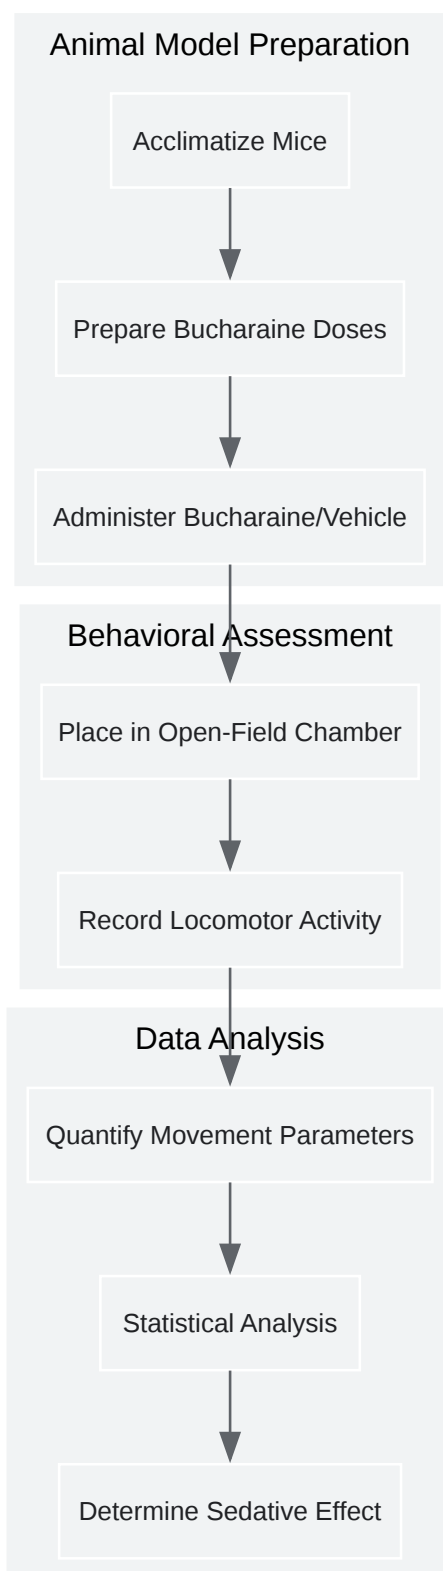 Animal Model Preparation
Acclimatize Mice
Prepare Bucharaine Doses
Administer Bucharaine/Vehicle
Behavioral Assessment
Place in Open-Field Chamber
Record Locomotor Activity
Data Analysis
Quantify Movement Parameters
Statistical Analysis
Determine Sedative Effect